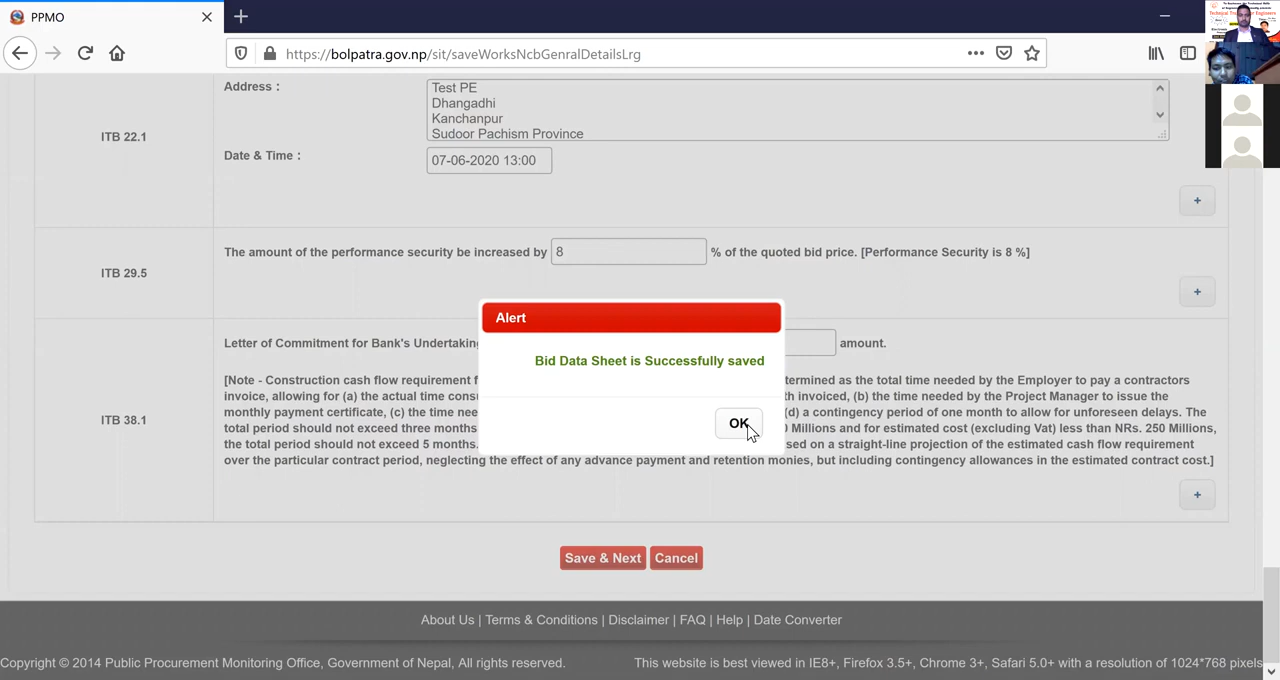 PPMO
https://bolpatra.gov.np/sit/saveWorksNcbGenralDetailsLrg
ITB 22.1
Address :
Test PE
Dhangadhi
Kanchanpur
Sudoor Pachism Province
Date & Time :
07-06-2020 13:00
+
ITB 29.5
The amount of the performance security be increased by 8 % of the quoted bid price. [Performance Security is 8 %]
+
Alert
Bid Data Sheet is Successfully saved
OK
ITB 38.1
Letter of Commitment for Bank's Undertaking amount.
[Note - Construction cash flow requirement termined as the total time needed by the Employer to pay a contractors
invoice, allowing for (a) the actual time th invoiced, (b) the time needed by the Project Manager to issue the
monthly payment certificate, (c) the time (d) a contingency period of one month to allow for unforeseen delays. The
total period should not exceed three months Millions and for estimated cost (excluding Vat) less than NRs. 250 Millions,
the total period should not exceed 5 months. on a straight-line projection of the estimated cash flow requirement
over the particular contract period, neglecting the effect of any advance payment and retention monies, but including contingency allowances in the estimated contract cost.]
+
Save & Next Cancel
About Us | Terms & Conditions | Disclaimer | FAQ | Help | Date Converter
Copyright © 2014 Public Procurement Monitoring Office, Government of Nepal, All rights reserved.
This website is best viewed in IE8+, Firefox 3.5+, Chrome 3+, Safari 5.0+ with a resolution of 1024*768 pixels